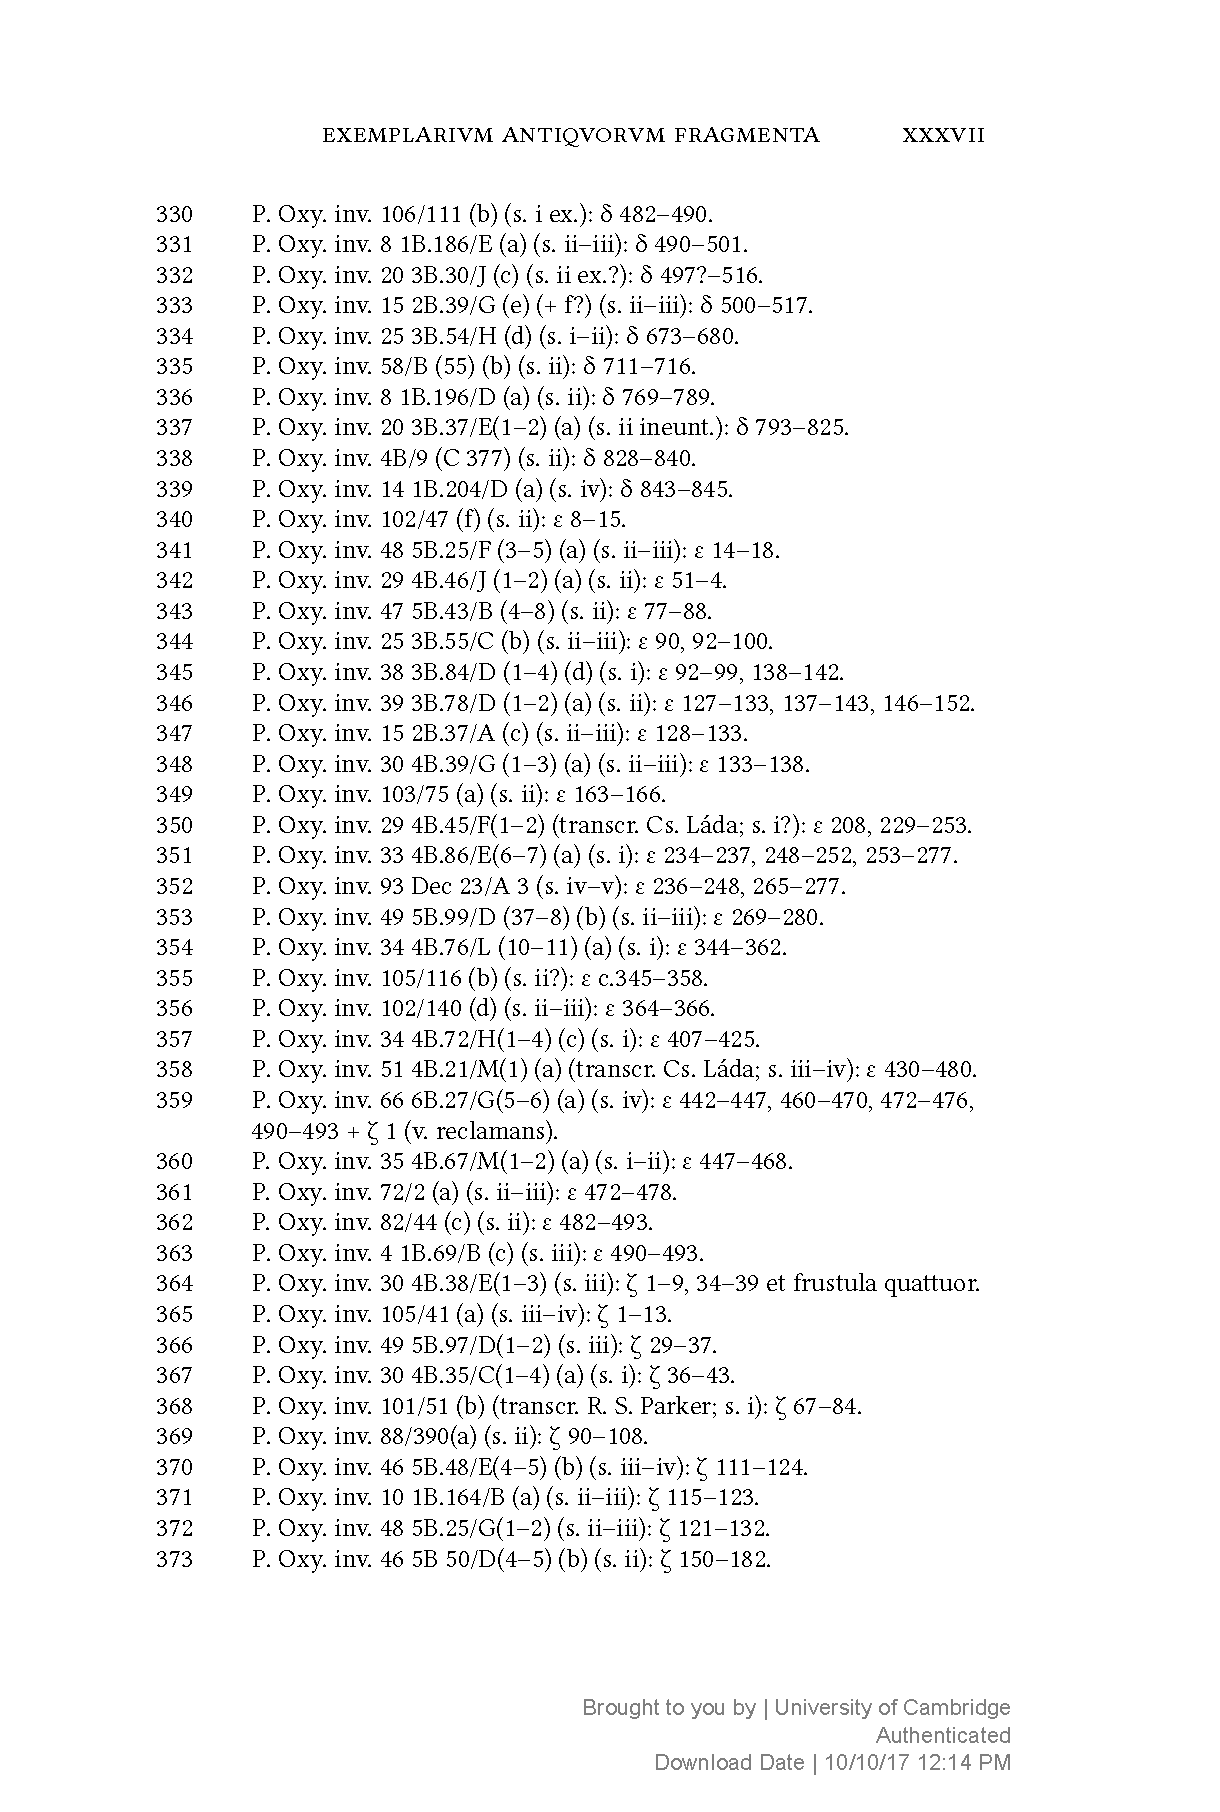 EXEMPLARIVM ANTIQVORVM FRAGMENTA XXXVII
330 P. Oxy. inv. 106/111 (b) (s. i ex.): δ 482–490.
331 P. Oxy. inv. 8 1B.186/E (a) (s. ii–iii): δ 490–501.
332 P. Oxy. inv. 20 3B.30/J (c) (s. ii ex.?): δ 497?–516.
333 P. Oxy. inv. 15 2B.39/G (e) (+ f?) (s. ii–iii): δ 500–517.
334 P. Oxy. inv. 25 3B.54/H (d) (s. i–ii): δ 673–680.
335 P. Oxy. inv. 58/B (55) (b) (s. ii): δ 711–716.
336 P. Oxy. inv. 8 1B.196/D (a) (s. ii): δ 769–789.
337 P. Oxy. inv. 20 3B.37/E(1–2) (a) (s. ii ineunt.): δ 793–825.
338 P. Oxy. inv. 4B/9 (C 377) (s. ii): δ 828–840.
339 P. Oxy. inv. 14 1B.204/D (a) (s. iv): δ 843–845.
340 P. Oxy. inv. 102/47 (f) (s. ii): ε 8–15.
341 P. Oxy. inv. 48 5B.25/F (3–5) (a) (s. ii–iii): ε 14–18.
342 P. Oxy. inv. 29 4B.46/J (1–2) (a) (s. ii): ε 51–4.
343 P. Oxy. inv. 47 5B.43/B (4–8) (s. ii): ε 77–88.
344 P. Oxy. inv. 25 3B.55/C (b) (s. ii–iii): ε 90, 92–100.
345 P. Oxy. inv. 38 3B.84/D (1–4) (d) (s. i): ε 92–99, 138–142.
346 P. Oxy. inv. 39 3B.78/D (1–2) (a) (s. ii): ε 127–133, 137–143, 146–152.
347 P. Oxy. inv. 15 2B.37/A (c) (s. ii–iii): ε 128–133.
348 P. Oxy. inv. 30 4B.39/G (1–3) (a) (s. ii–iii): ε 133–138.
349 P. Oxy. inv. 103/75 (a) (s. ii): ε 163–166.
350 P. Oxy. inv. 29 4B.45/F(1–2) (transcr. Cs. Láda; s. i?): ε 208, 229–253.
351 P. Oxy. inv. 33 4B.86/E(6–7) (a) (s. i): ε 234–237, 248–252, 253–277.
352 P. Oxy. inv. 93 Dec 23/A 3 (s. iv–v): ε 236–248, 265–277.
353 P. Oxy. inv. 49 5B.99/D (37–8) (b) (s. ii–iii): ε 269–280.
354 P. Oxy. inv. 34 4B.76/L (10–11) (a) (s. i): ε 344–362.
355 P. Oxy. inv. 105/116 (b) (s. ii?): ε c.345–358.
356 P. Oxy. inv. 102/140 (d) (s. ii–iii): ε 364–366.
357 P. Oxy. inv. 34 4B.72/H(1–4) (c) (s. i): ε 407–425.
358 P. Oxy. inv. 51 4B.21/M(1) (a) (transcr. Cs. Láda; s. iii–iv): ε 430–480.
359 P. Oxy. inv. 66 6B.27/G(5–6) (a) (s. iv): ε 442–447, 460–470, 472–476,
490–493 + ζ 1 (v. reclamans).
360 P. Oxy. inv. 35 4B.67/M(1–2) (a) (s. i–ii): ε 447–468.
361 P. Oxy. inv. 72/2 (a) (s. ii–iii): ε 472–478.
362 P. Oxy. inv. 82/44 (c) (s. ii): ε 482–493.
363 P. Oxy. inv. 4 1B.69/B (c) (s. iii): ε 490–493.
364 P. Oxy. inv. 30 4B.38/E(1–3) (s. iii): ζ 1–9, 34–39 et frustula quattuor.
365 P. Oxy. inv. 105/41 (a) (s. iii–iv): ζ 1–13.
366 P. Oxy. inv. 49 5B.97/D(1–2) (s. iii): ζ 29–37.
367 P. Oxy. inv. 30 4B.35/C(1–4) (a) (s. i): ζ 36–43.
368 P. Oxy. inv. 101/51 (b) (transcr. R. S. Parker; s. i): ζ 67–84.
369 P. Oxy. inv. 88/390(a) (s. ii): ζ 90–108.
370 P. Oxy. inv. 46 5B.48/E(4–5) (b) (s. iii–iv): ζ 111–124.
371 P. Oxy. inv. 10 1B.164/B (a) (s. ii–iii): ζ 115–123.
372 P. Oxy. inv. 48 5B.25/G(1–2) (s. ii–iii): ζ 121–132.
373 P. Oxy. inv. 46 5B 50/D(4–5) (b) (s. ii): ζ 150–182.
Brought to you by | University of Cambridge
Authenticated
Download Date | 10/10/17 12:14 PM